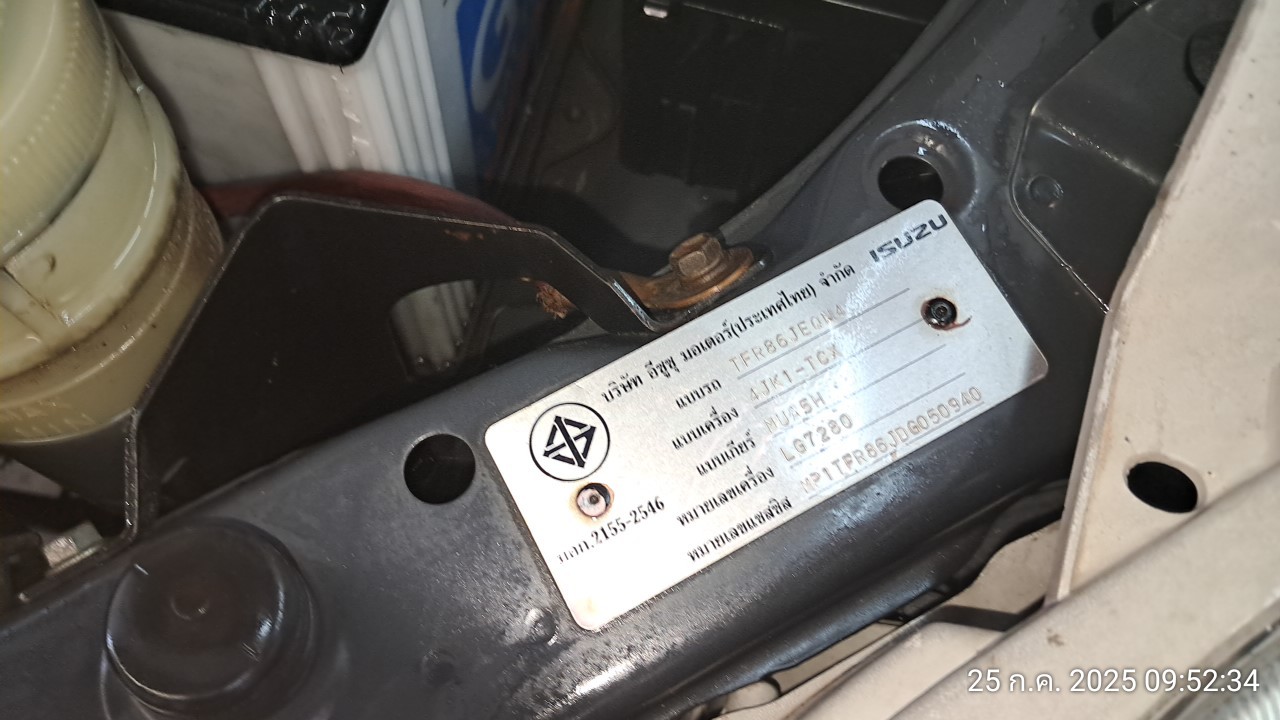 ISUZU
บริษัท อีซูซุ มอเตอร์(ประเทศไทย) จำกัด
แบบรถ TFR86JEQU4
แบบเครื่อง 4JK1-TCX
แบบเกียร์ MUA5H
หมายเลขเครื่อง LG7280
หมายเลขแชสซิส MP1TFR86JDG050940
มอก.2155-2546
25 ก.ค. 2025 09:52:34